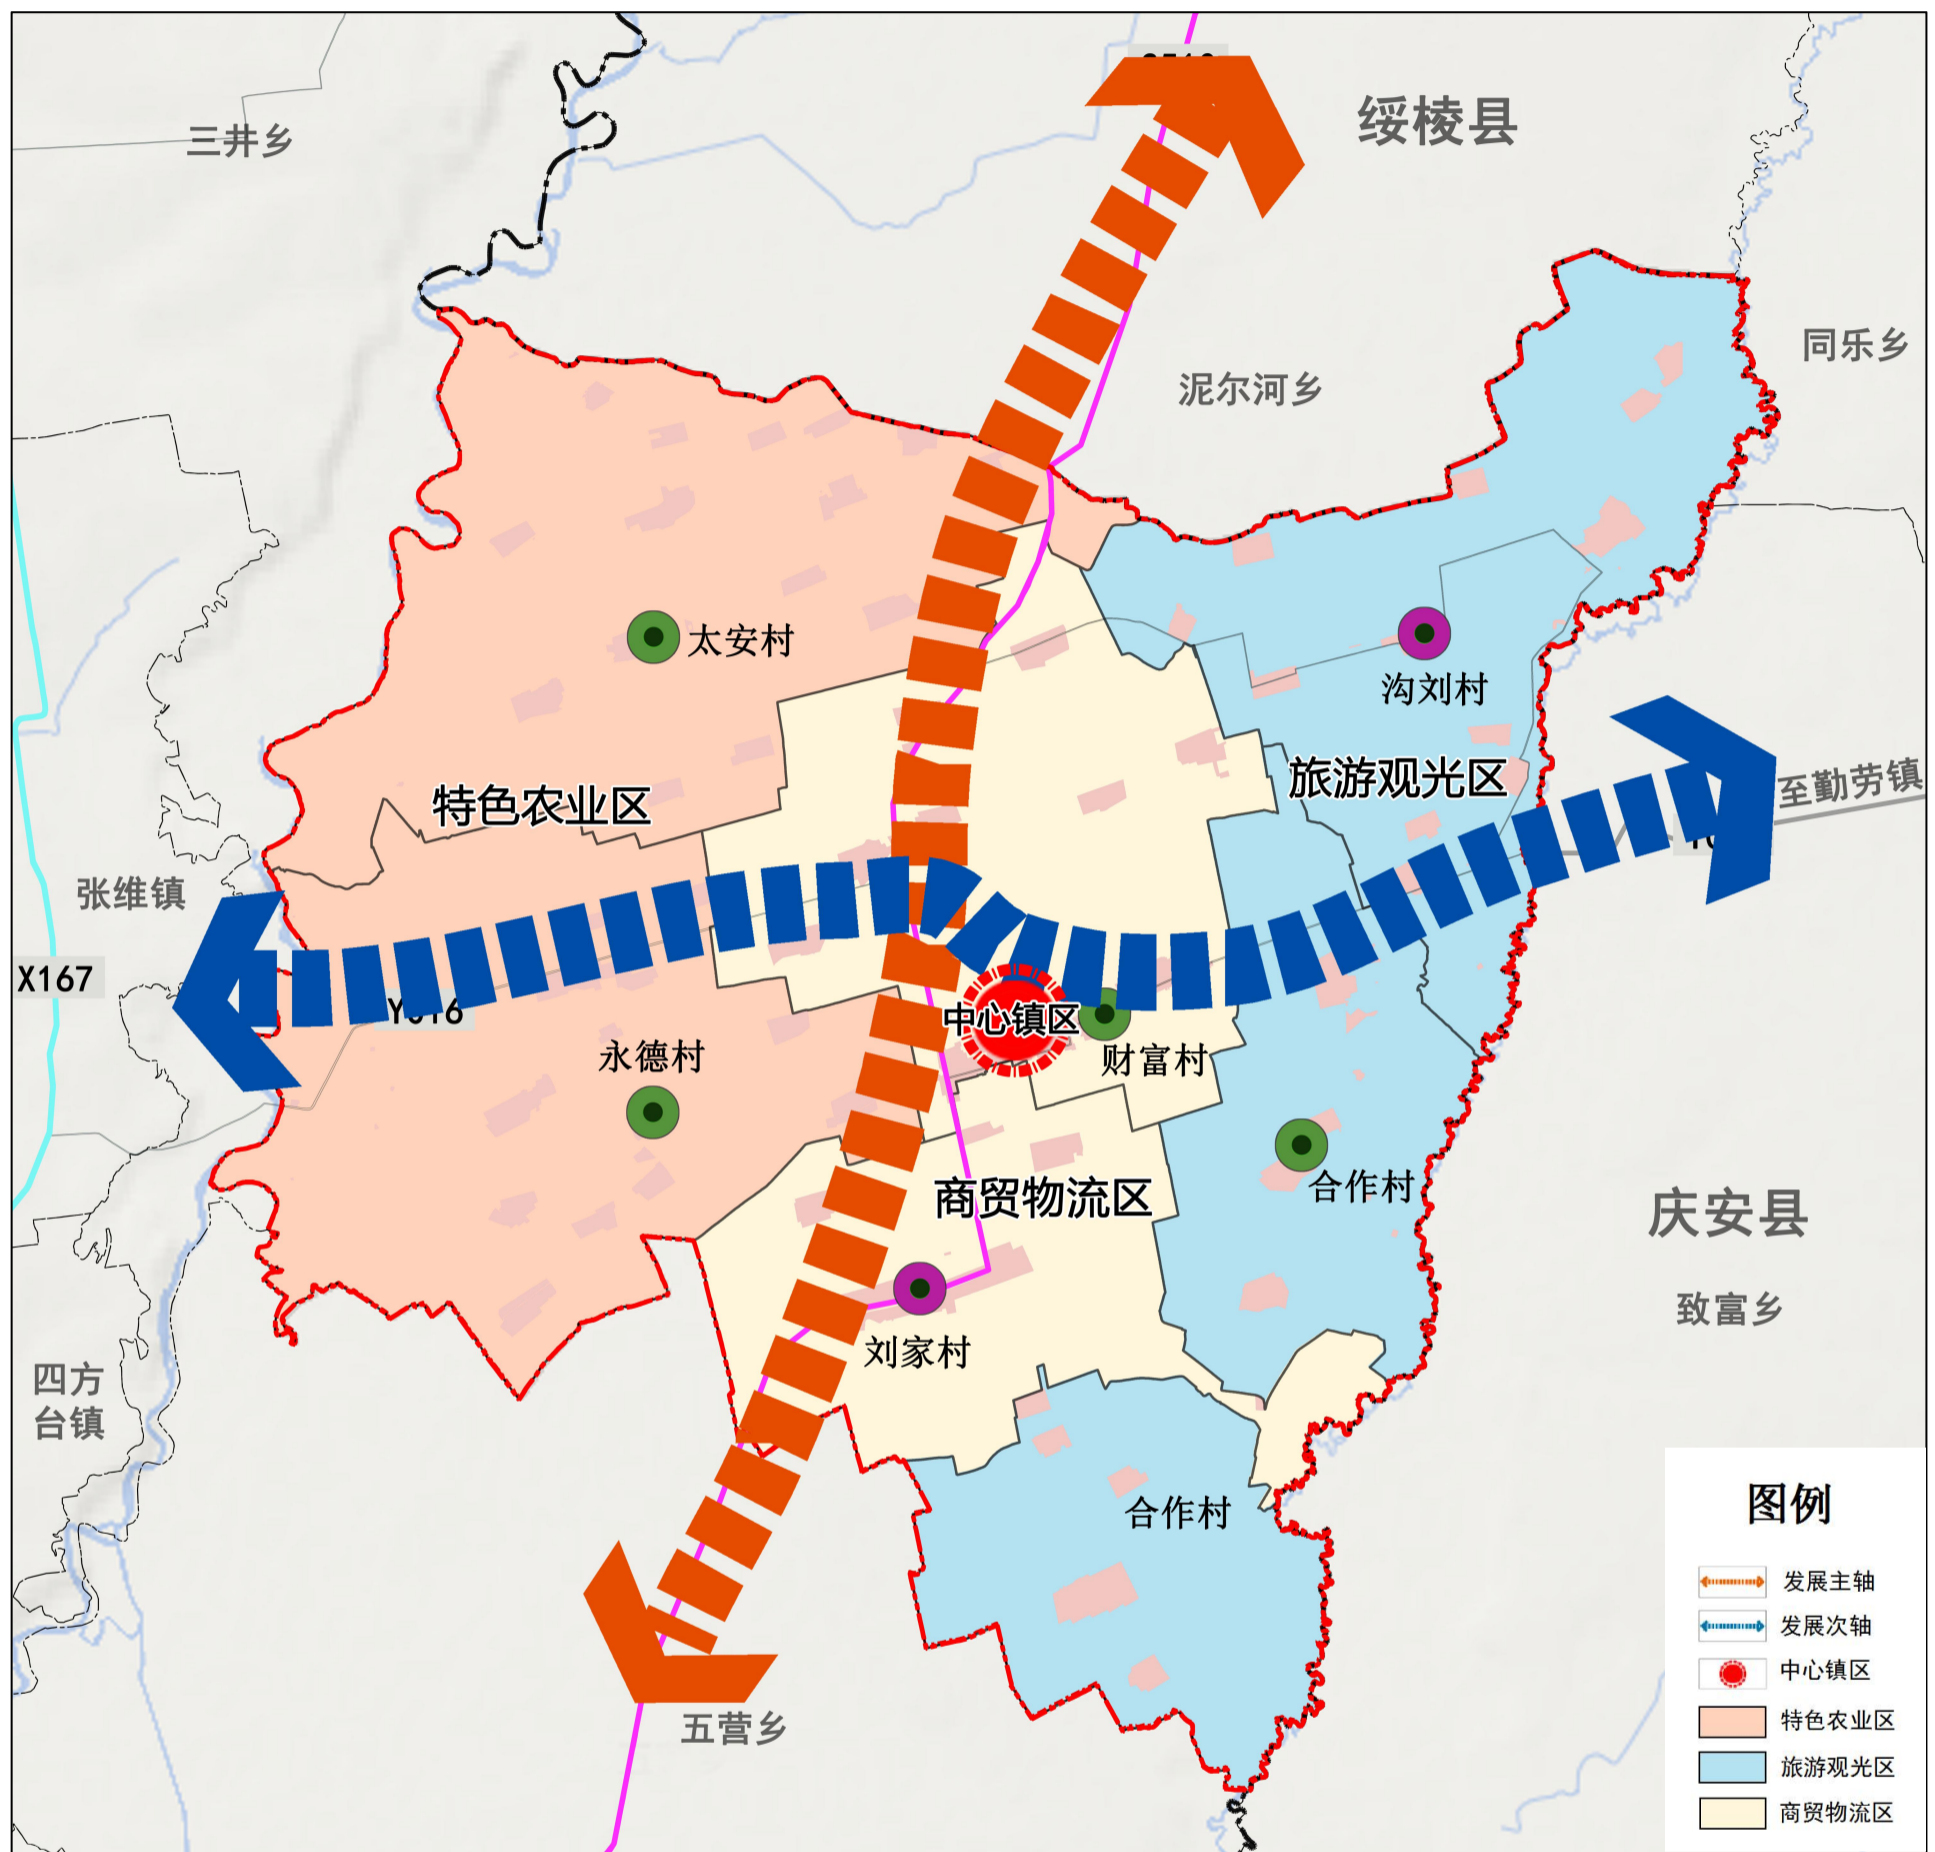 绥棱县
三井乡
同乐乡
泥尔河乡
太安村
沟刘村
旅游观光区
特色农业区
至勤劳镇
张维镇
X167
中心镇区
永德村
财富村
合作村
商贸物流区
庆安县
致富乡
刘家村
四方
台镇
合作村
五营乡
图例
发展主轴
发展次轴
中心镇区
特色农业区
旅游观光区
商贸物流区